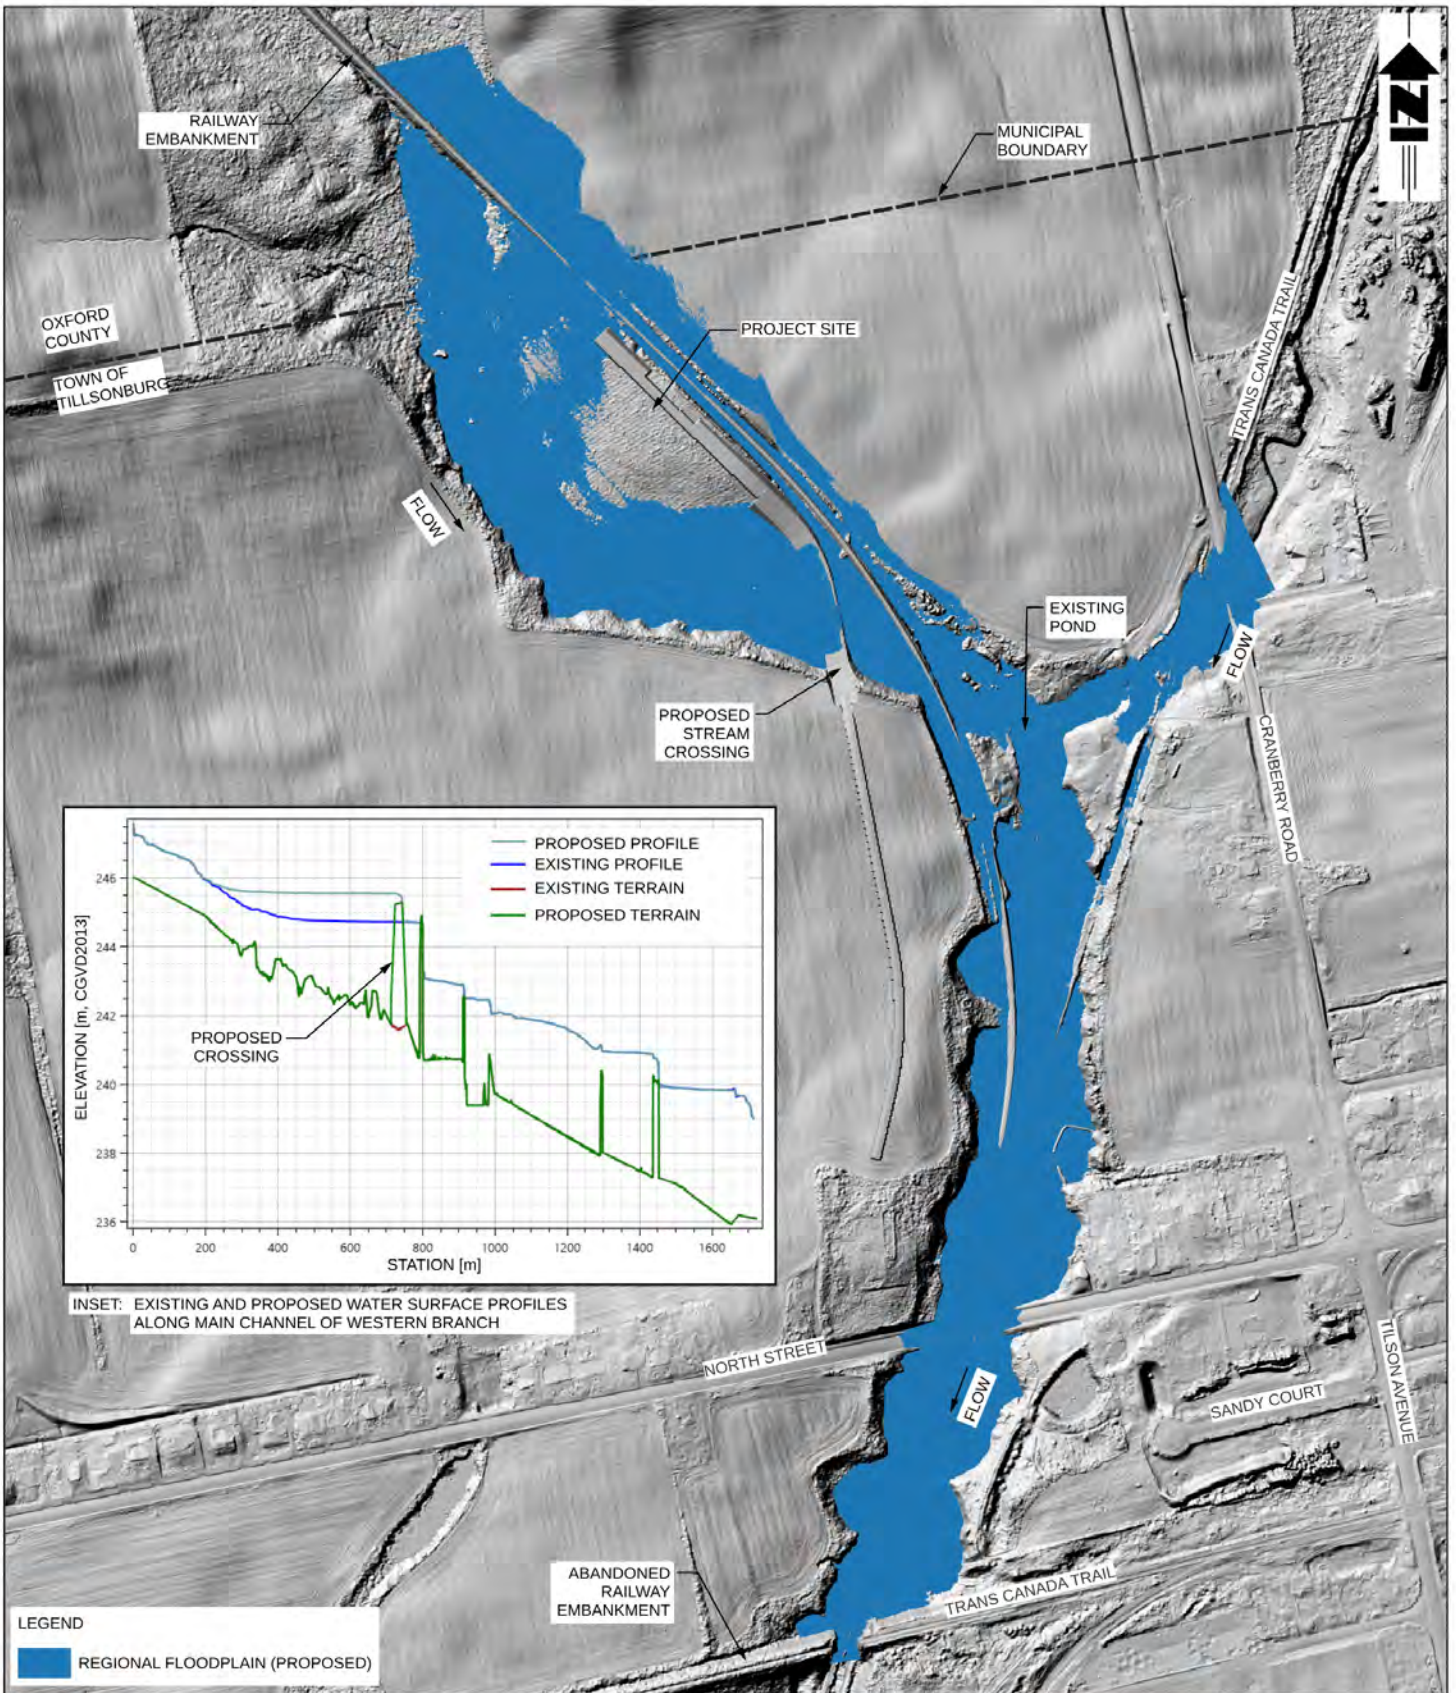 RAILWAY
EMBANKMENT
MUNICIPAL
BOUNDARY
N
OXFORD
COUNTY
TOWN OF
TILLSONBURG
PROJECT SITE
TRANS CANADA TRAIL
FLOW
EXISTING
POND
FLOW
PROPOSED
STREAM
CROSSING
CRANBERRY ROAD
PROPOSED PROFILE
EXISTING PROFILE
EXISTING TERRAIN
PROPOSED TERRAIN
ELEVATION [m, CGVD2013]
246
244
242
240
238
236
PROPOSED
CROSSING
0 200 400 600 800 1000 1200 1400 1600
STATION [m]
INSET: EXISTING AND PROPOSED WATER SURFACE PROFILES
ALONG MAIN CHANNEL OF WESTERN BRANCH
NORTH STREET
FLOW
SANDY COURT
TILSON AVENUE
ABANDONED
RAILWAY
EMBANKMENT
TRANS CANADA TRAIL
LEGEND
REGIONAL FLOODPLAIN (PROPOSED)